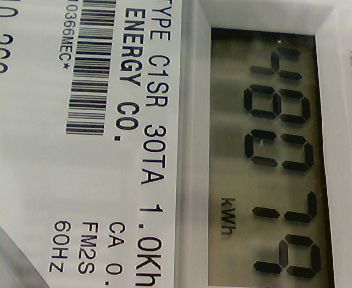 TYPE C1SR 30TA 1.0Kh
ENERGY CO.
CA 0.
FM2S
60HZ
10366MEC*
kWh